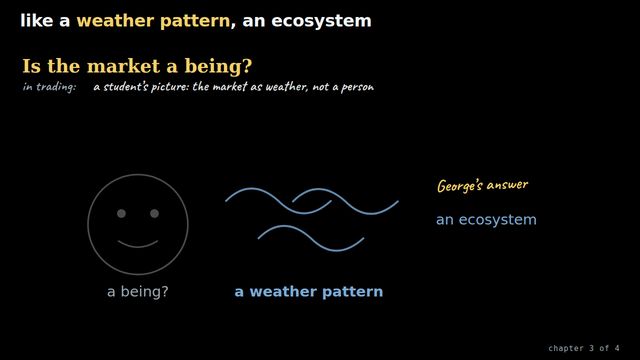 like a weather pattern, an ecosystem
Is the market a being?
in trading: a student's picture: the market as weather, not a person
George's answer
an ecosystem
a being?
a weather pattern
chapter 3 of 4